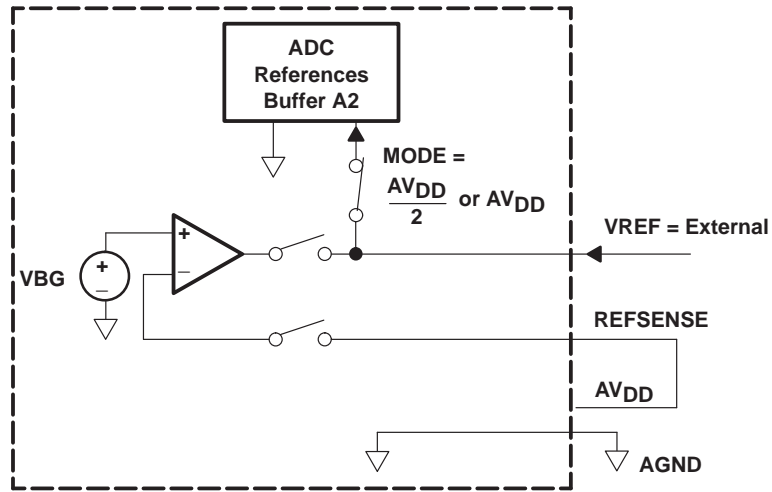 ADC
References
Buffer A2
MODE =
AVDD
2
or AVDD
VREF = External
+
−
VBG
+
−
REFSENSE
AVDD
AGND